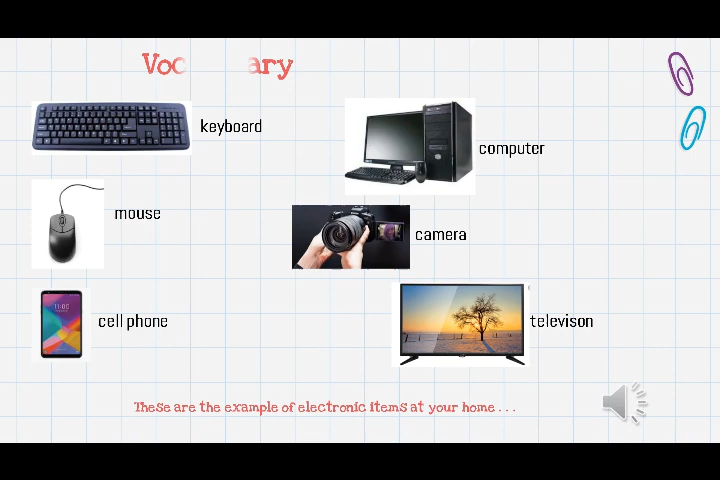 Voc ary
keyboard
computer
mouse
camera
cell phone
televison
These are the example of electronic items at your home . . .